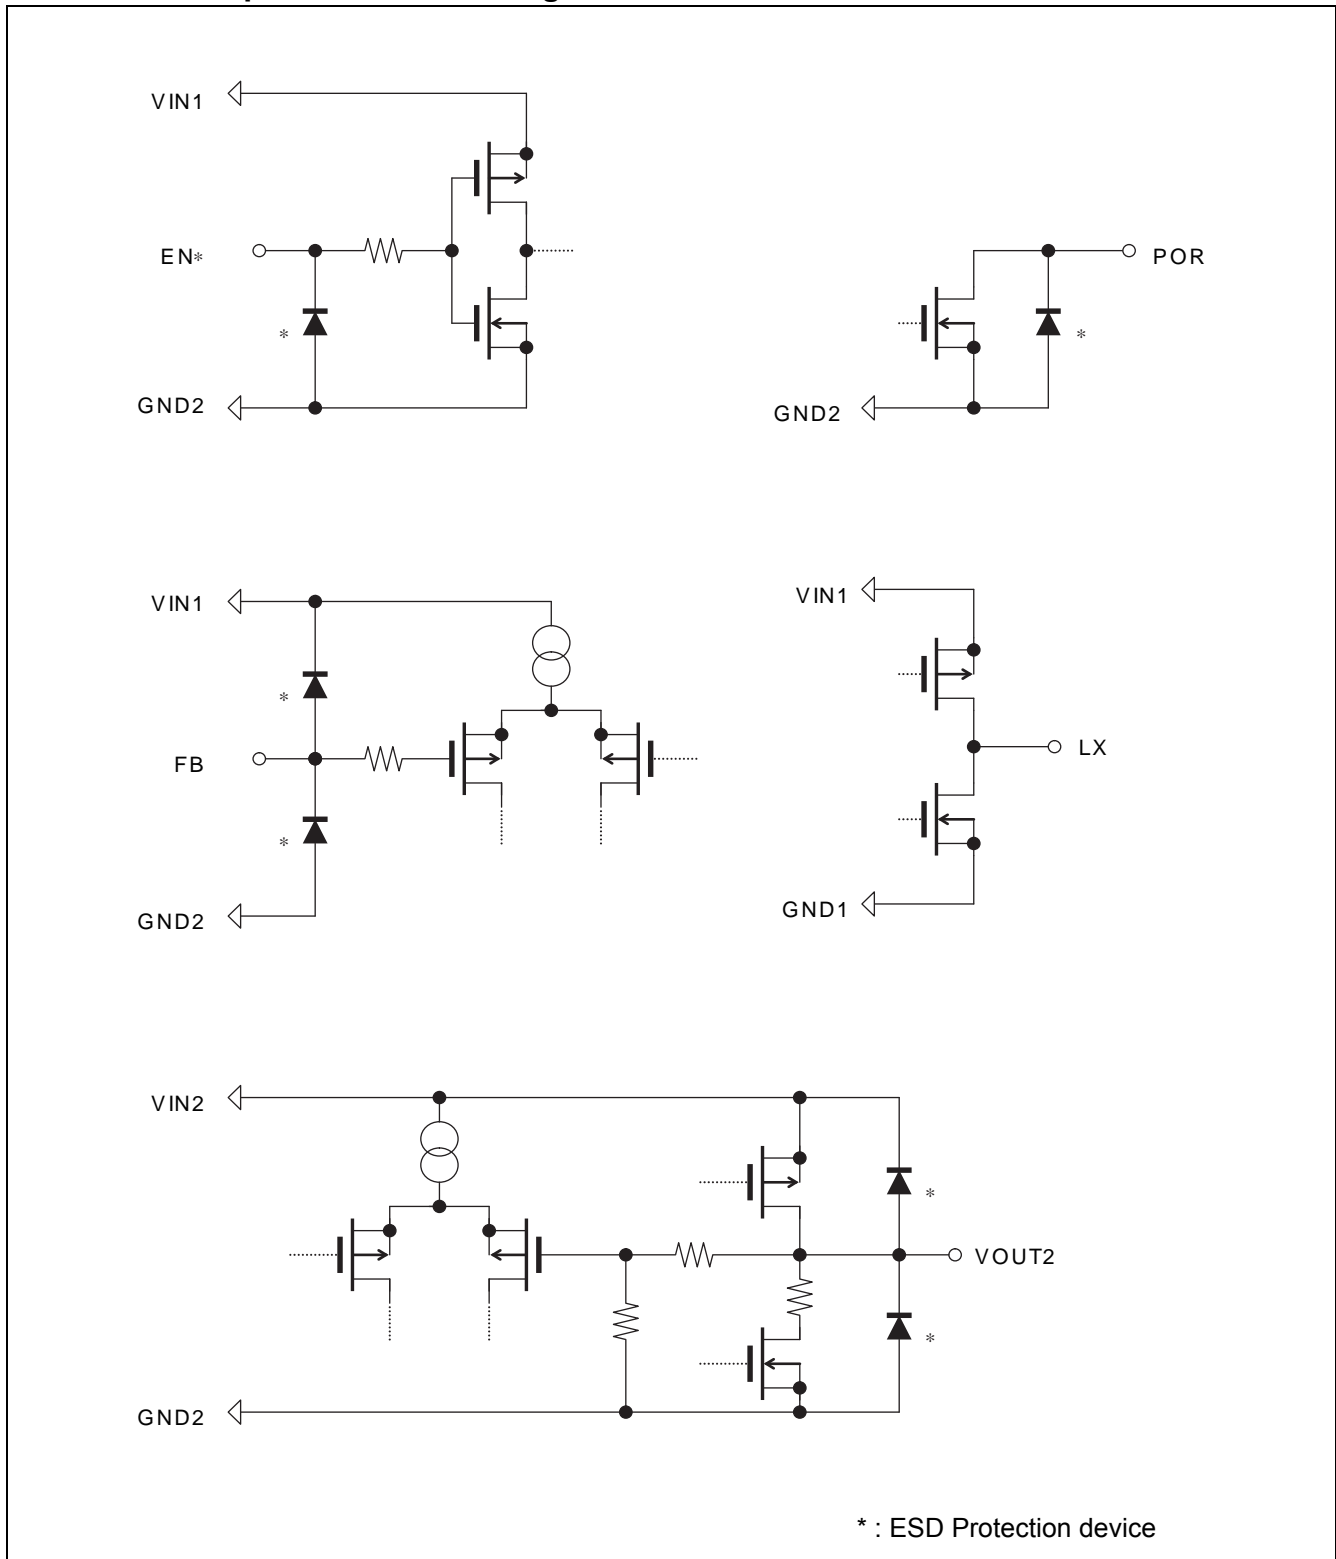 VIN1
EN*
*
GND2
POR
*
GND2
VIN1
*
FB
*
GND2
VIN1
LX
GND1
VIN2
*
VOUT2
*
GND2
* : ESD Protection device